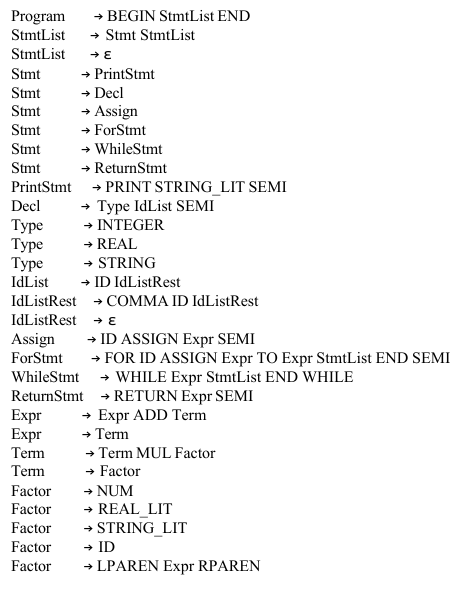 Program → BEGIN StmtList END
StmtList → Stmt StmtList
StmtList → ε
Stmt → PrintStmt
Stmt → Decl
Stmt → Assign
Stmt → ForStmt
Stmt → WhileStmt
Stmt → ReturnStmt
PrintStmt → PRINT STRING_LIT SEMI
Decl → Type IdList SEMI
Type → INTEGER
Type → REAL
Type → STRING
IdList → ID IdListRest
IdListRest → COMMA ID IdListRest
IdListRest → ε
Assign → ID ASSIGN Expr SEMI
ForStmt → FOR ID ASSIGN Expr TO Expr StmtList END SEMI
WhileStmt → WHILE Expr StmtList END WHILE
ReturnStmt → RETURN Expr SEMI
Expr → Expr ADD Term
Expr → Term
Term → Term MUL Factor
Term → Factor
Factor → NUM
Factor → REAL_LIT
Factor → STRING_LIT
Factor → ID
Factor → LPAREN Expr RPAREN